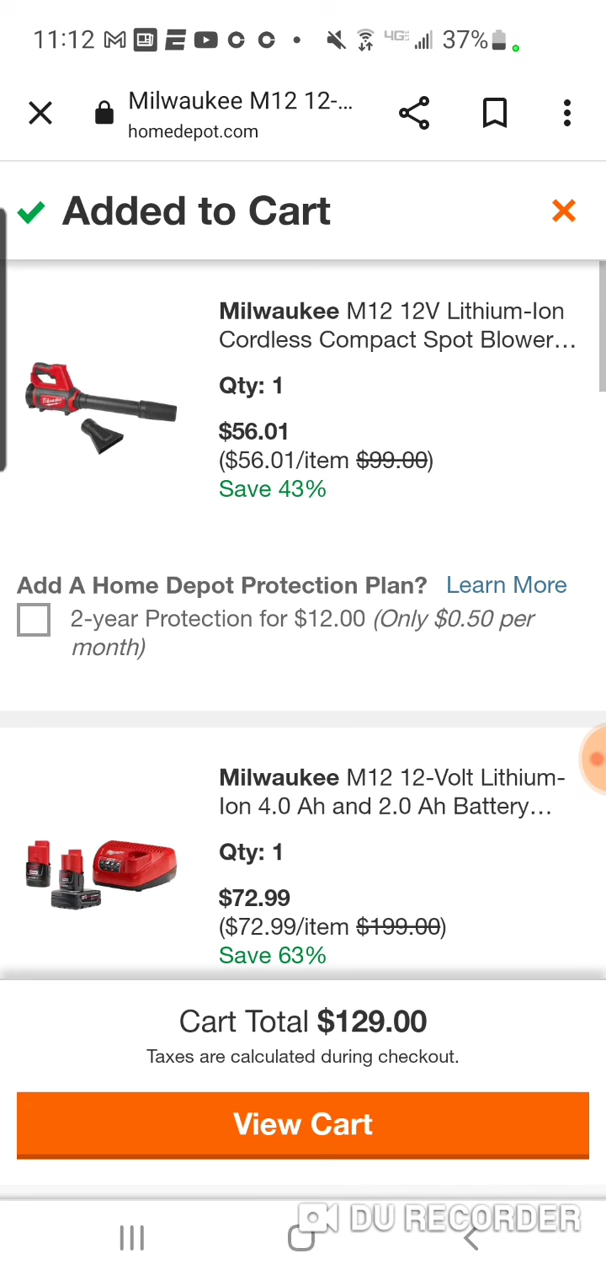 11:12 4G 37%
Milwaukee M12 12-...
homedepot.com
Added to Cart
Milwaukee M12 12V Lithium-Ion
Cordless Compact Spot Blower...
Qty: 1
$56.01
($56.01/item $99.00)
Save 43%
Add A Home Depot Protection Plan? Learn More
2-year Protection for $12.00 (Only $0.50 per
month)
Milwaukee M12 12-Volt Lithium-
Ion 4.0 Ah and 2.0 Ah Battery...
Qty: 1
$72.99
($72.99/item $199.00)
Save 63%
Cart Total $129.00
Taxes are calculated during checkout.
View Cart
DU RECORDER